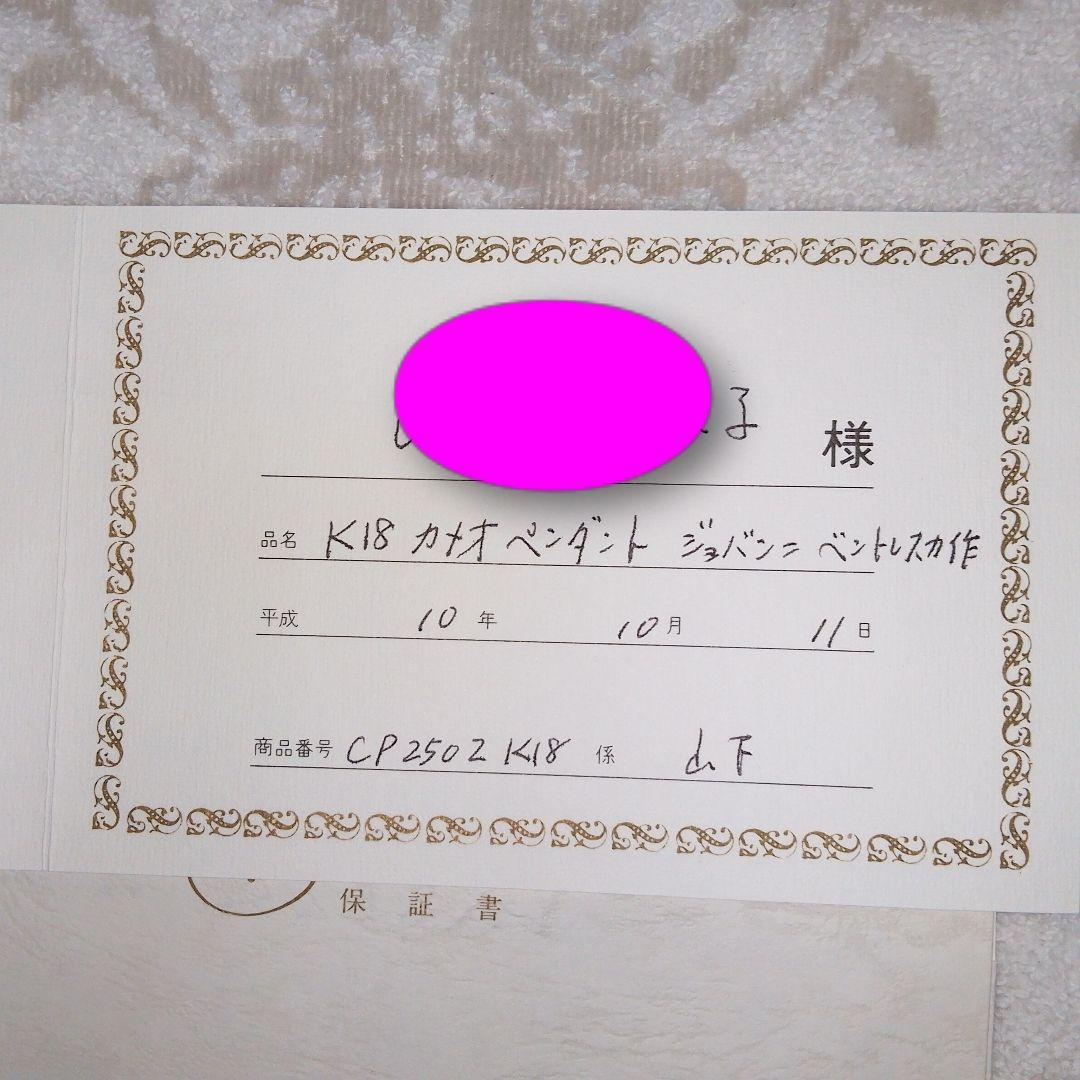 子 様
品名 K18 カメオ ペンダント ジョバンニ ベントレスカ作
平成 10 年 10 月 11 日
商品番号 CP2502 K18 係 山下
保証書